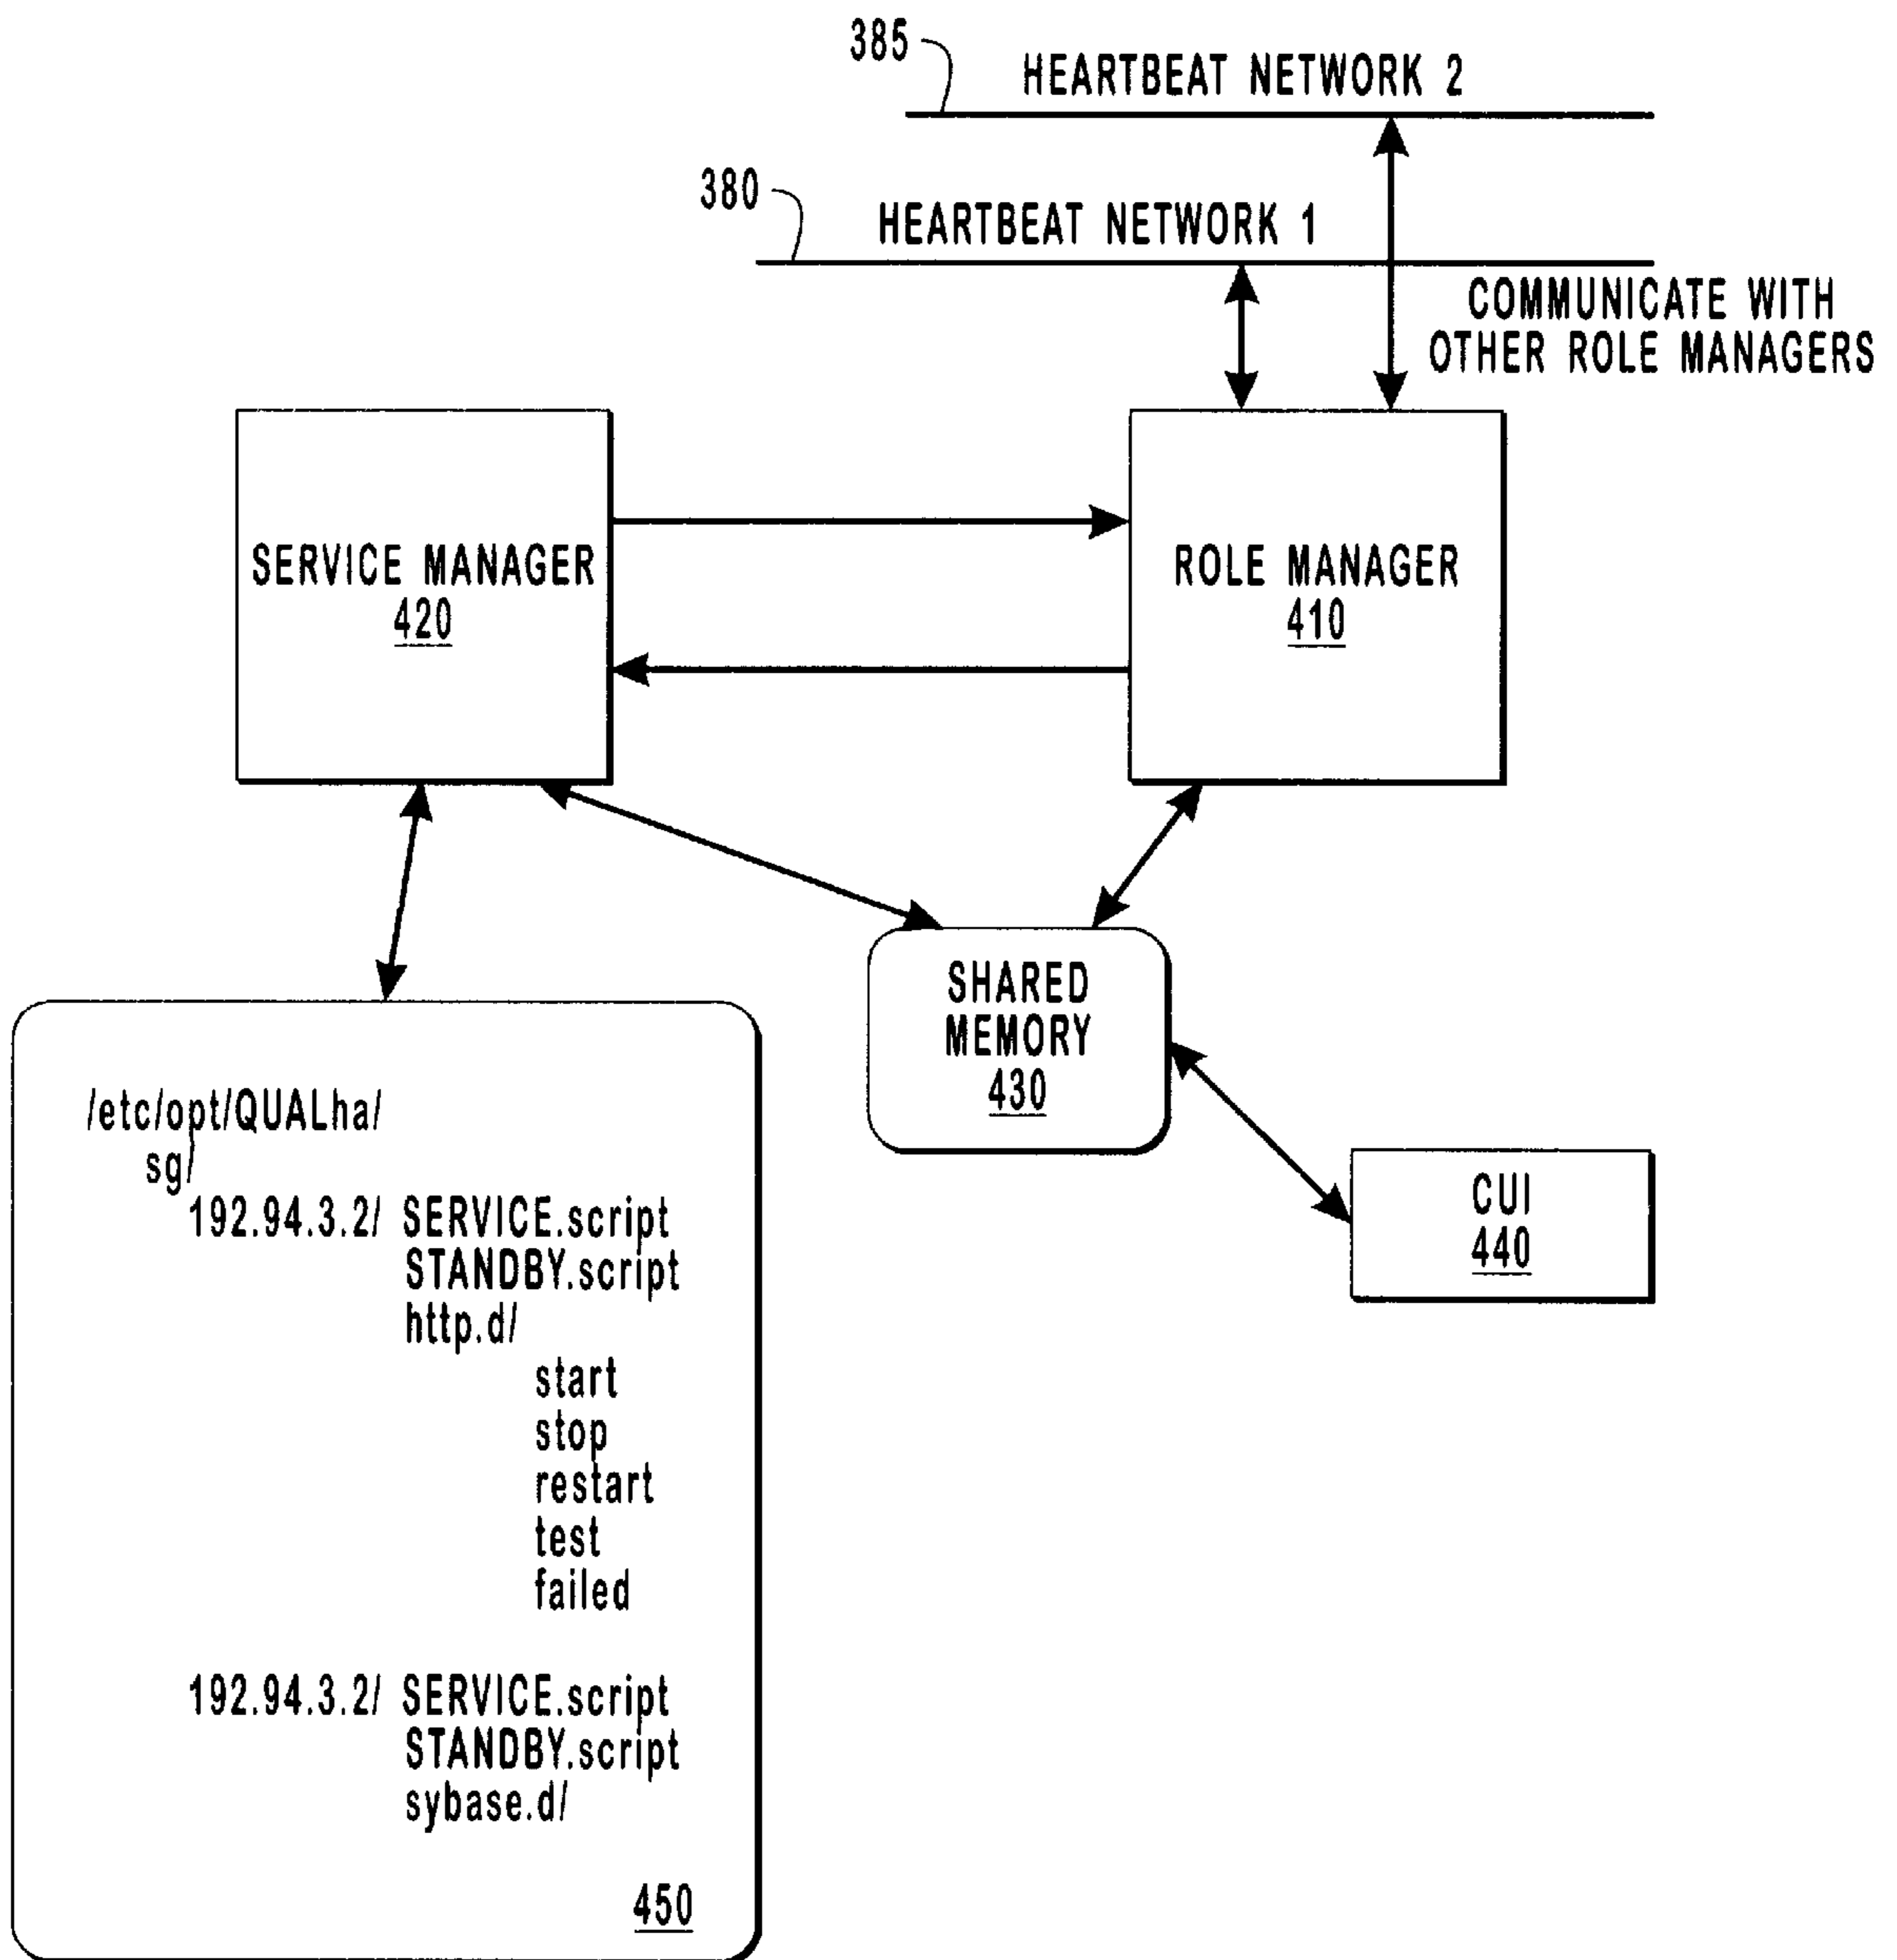 385
HEARTBEAT NETWORK 2
380
HEARTBEAT NETWORK 1
COMMUNICATE WITH
OTHER ROLE MANAGERS
SERVICE MANAGER
420
ROLE MANAGER
410
SHARED
MEMORY
430
CUI
440
/etc/opt/QUALha/
sg/
192.94.3.2/ SERVICE.script
STANDBY.script
http.d/
start
stop
restart
test
failed
192.94.3.2/ SERVICE.script
STANDBY.script
sybase.d/
450